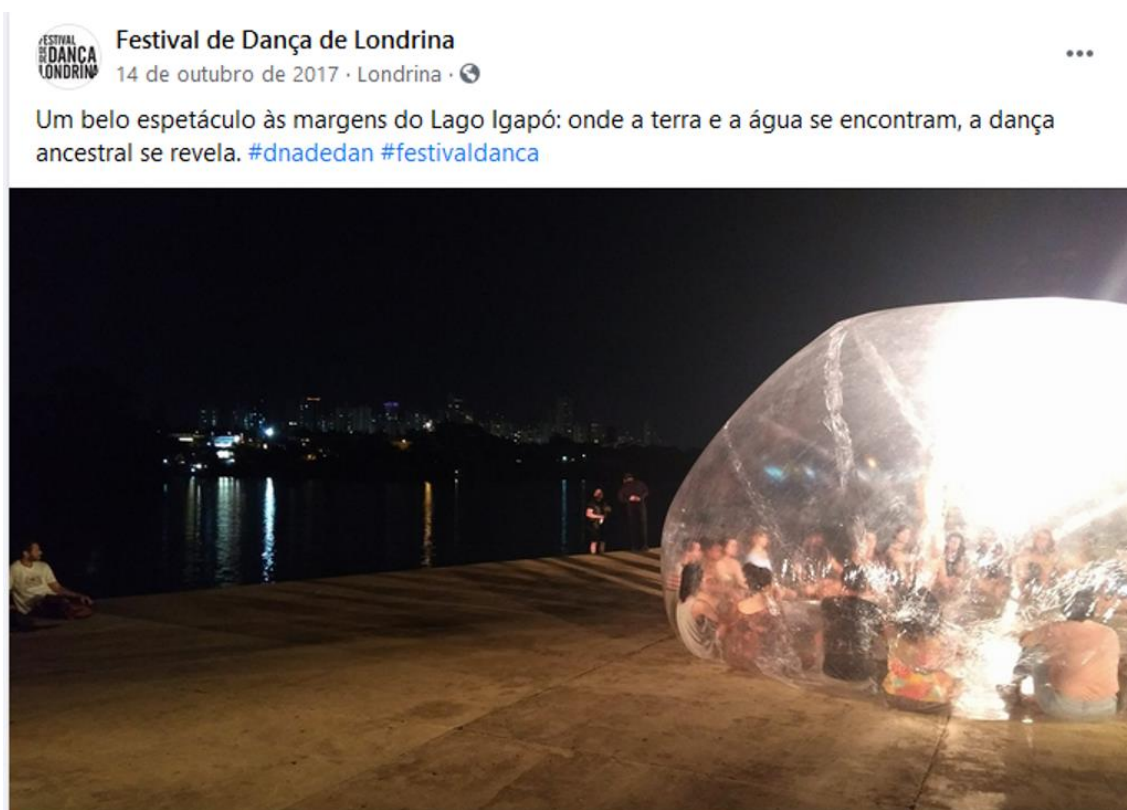 FESTIVAL
DE DANÇA
LONDRINA
Festival de Dança de Londrina
14 de outubro de 2017 · Londrina ·
Um belo espetáculo às margens do Lago Igapó: onde a terra e a água se encontram, a dança
ancestral se revela. #dnadedan #festivaldanca